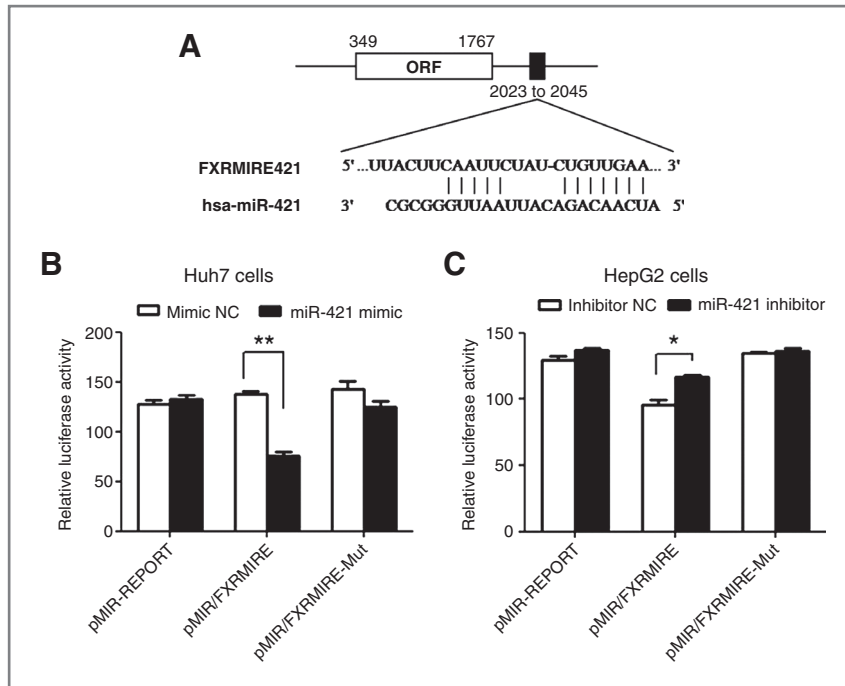 A
349 1767
ORF
2023 to 2045
FXRMIRE421 5' ...UUACUUCAAUUCUAU-CUGUUGAA... 3'
hsa-miR-421 3' CGCGGGUUAAUUACAGACAACUA 5'
B
Huh7 cells
Mimic NC miR-421 mimic
Relative luciferase activity
200
150
100
50
0
**
pMIR-REPORT
pMIR/FXRMIRE
pMIR/FXRMIRE-Mut
C
HepG2 cells
Inhibitor NC miR-421 inhibitor
Relative luciferase activity
150
100
50
0
*
pMIR-REPORT
pMIR/FXRMIRE
pMIR/FXRMIRE-Mut